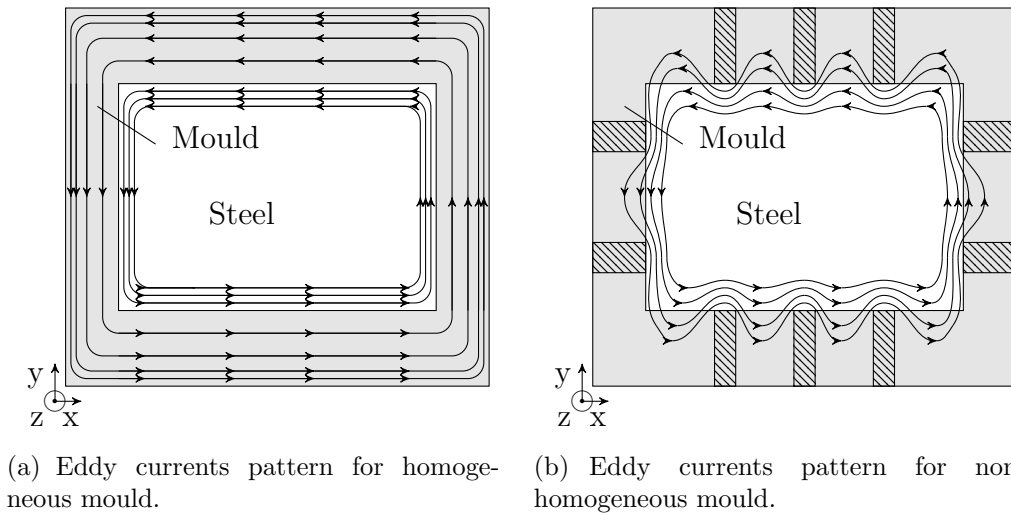 Mould
Steel
y
z x
Mould
Steel
y
z x
(a) Eddy currents pattern for homoge-
neous mould.
(b) Eddy currents pattern for non
homogeneous mould.